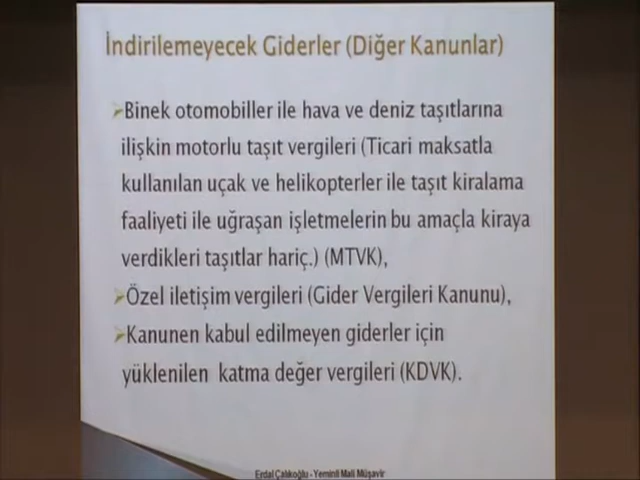 İndirilemeyecek Giderler (Diğer Kanunlar)
➢Binek otomobiller ile hava ve deniz taşıtlarına
ilişkin motorlu taşıt vergileri (Ticari maksatla
kullanılan uçak ve helikopterler ile taşıt kiralama
faaliyeti ile uğraşan işletmelerin bu amaçla kiraya
verdikleri taşıtlar hariç.) (MTVK),
➢Özel iletişim vergileri (Gider Vergileri Kanunu),
➢Kanunen kabul edilmeyen giderler için
yüklenilen katma değer vergileri (KDVK).
Erdal Çalıkoğlu - Yeminli Mali Müşavir